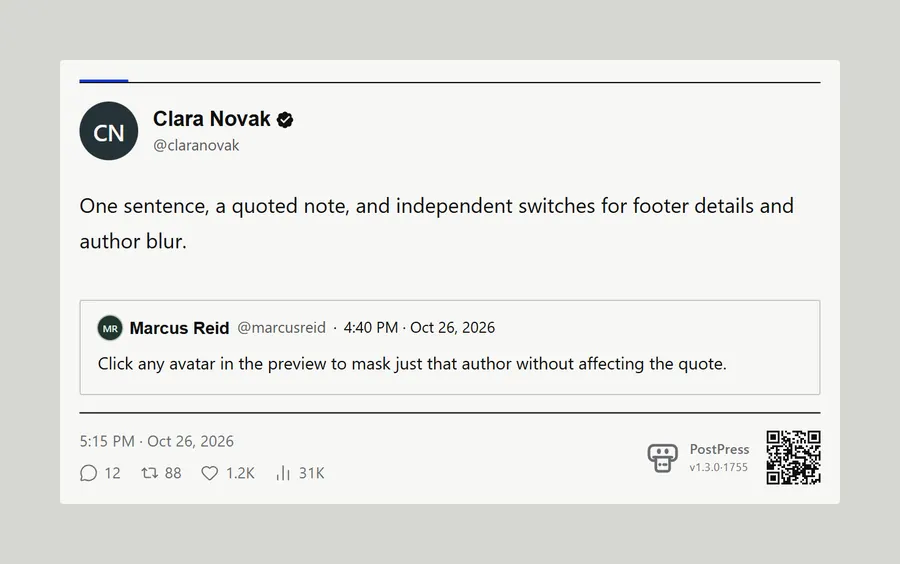 CN
Clara Novak
@claranovak
One sentence, a quoted note, and independent switches for footer details and
author blur.
MR Marcus Reid @marcusreid · 4:40 PM · Oct 26, 2026
Click any avatar in the preview to mask just that author without affecting the quote.
5:15 PM · Oct 26, 2026
12 88 1.2K 31K
PostPress
v1.3.0·1755